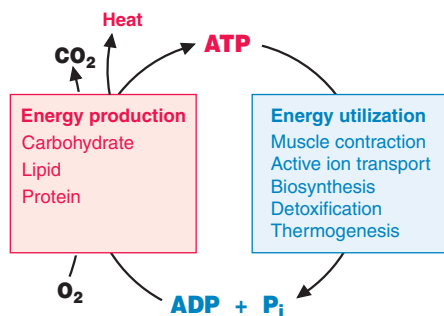 Heat
CO2
ATP
Energy production
Carbohydrate
Lipid
Protein
Energy utilization
Muscle contraction
Active ion transport
Biosynthesis
Detoxification
Thermogenesis
O2
ADP + Pi